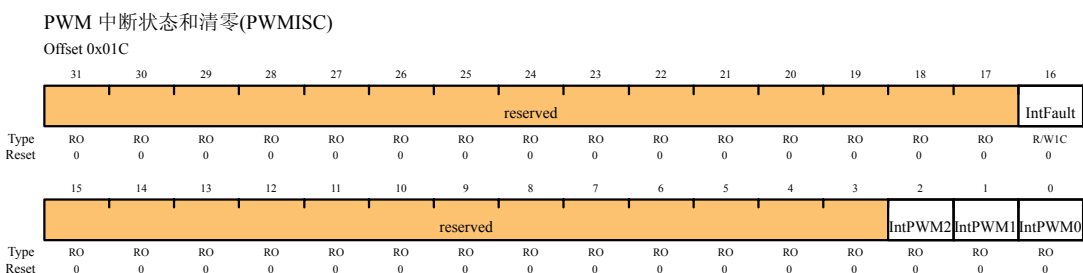 PWM 中断状态和清零(PWMISC)
Offset 0x01C
31 30 29 28 27 26 25 24 23 22 21 20 19 18 17 16
reserved IntFault
Type RO RO RO RO RO RO RO RO RO RO RO RO RO RO RO R/W1C
Reset 0 0 0 0 0 0 0 0 0 0 0 0 0 0 0 0
15 14 13 12 11 10 9 8 7 6 5 4 3 2 1 0
reserved IntPWM2 IntPWM1 IntPWM0
Type RO RO RO RO RO RO RO RO RO RO RO RO RO RO RO RO
Reset 0 0 0 0 0 0 0 0 0 0 0 0 0 0 0 0